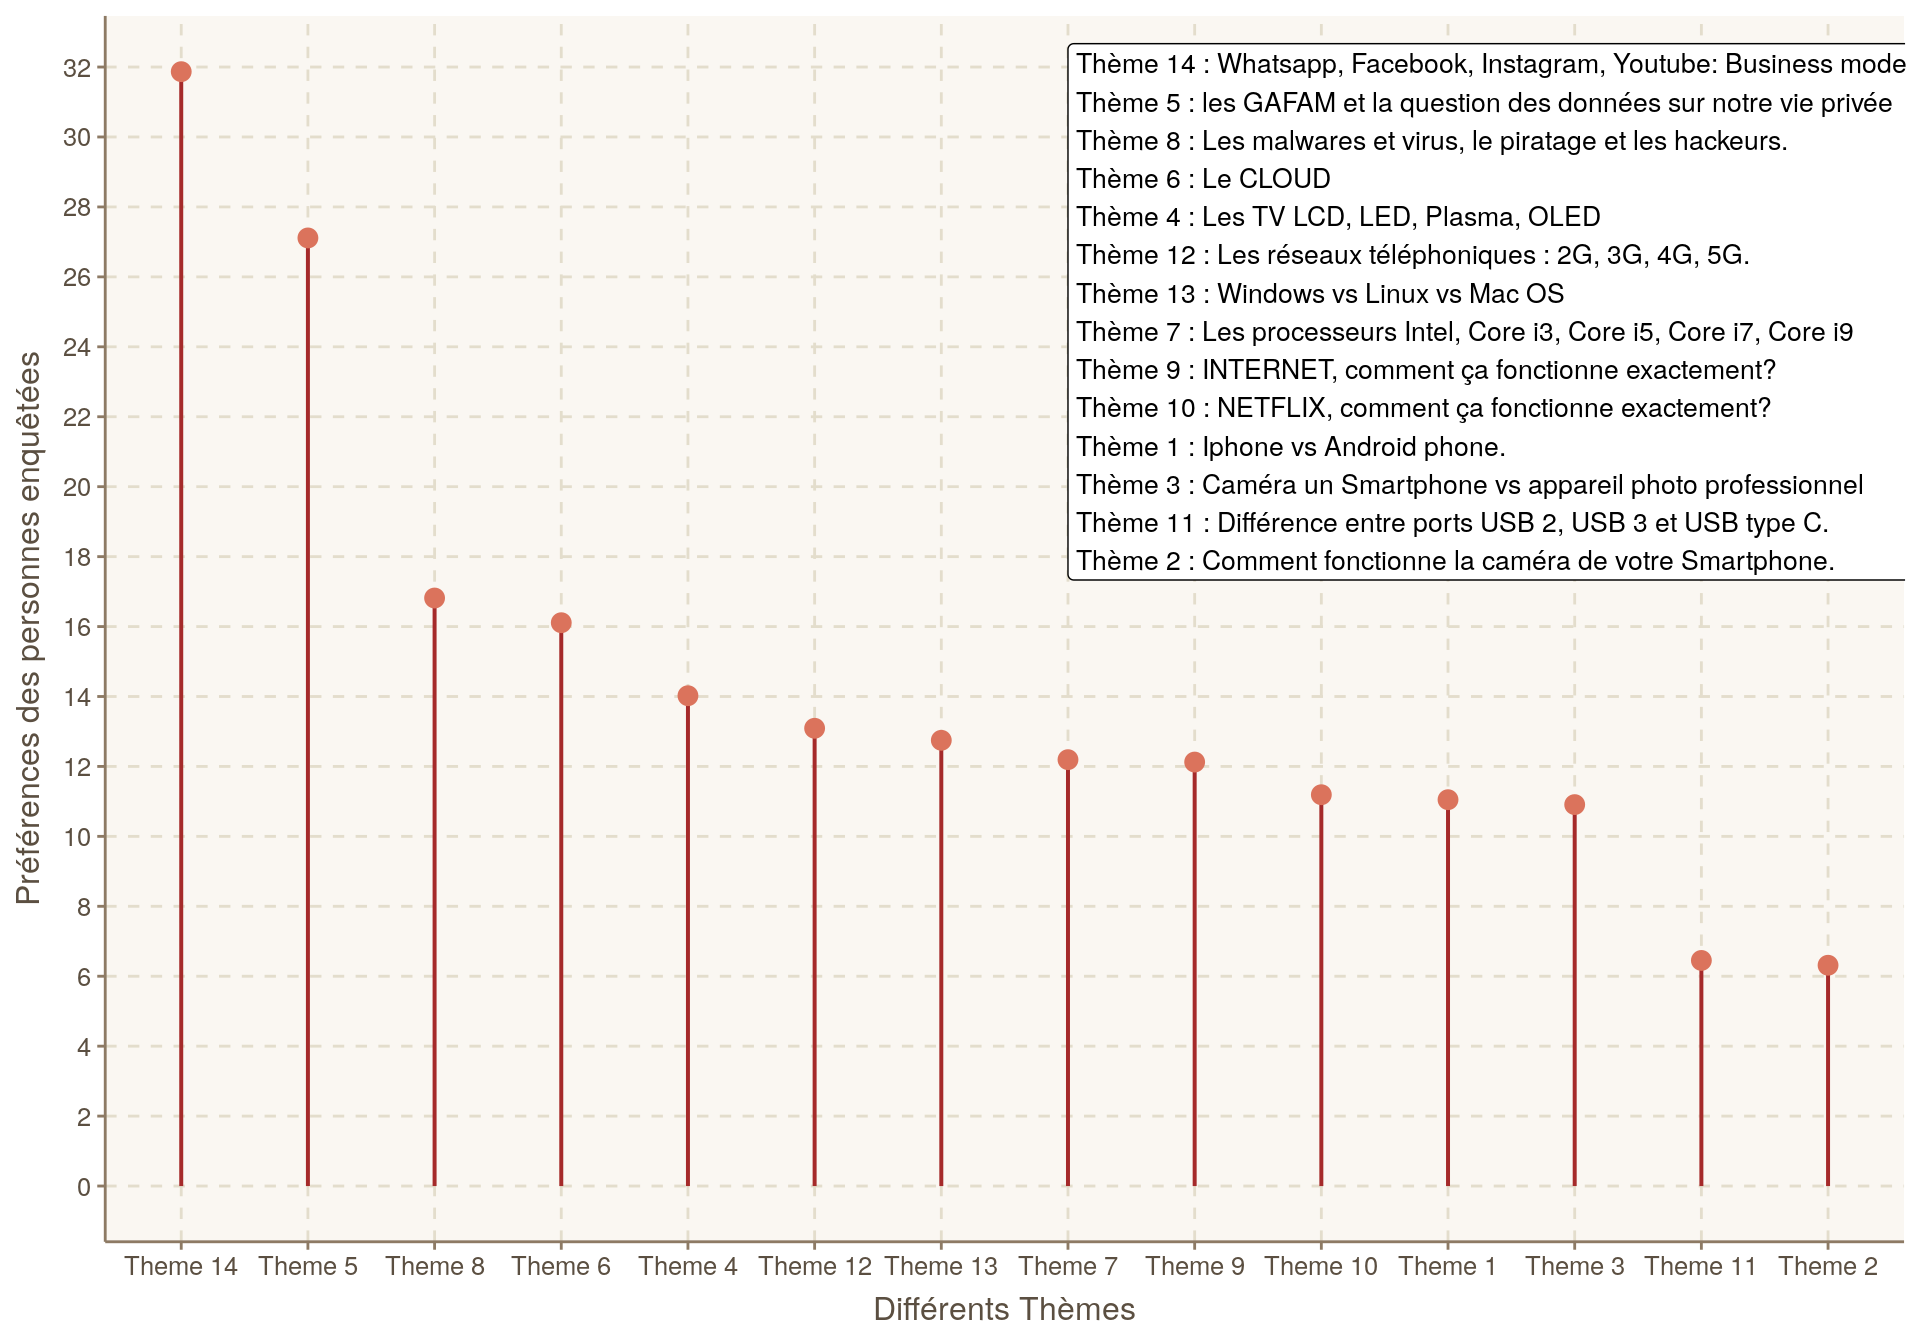 Préférences des personnes enquêtées
32
30
28
26
24
22
20
18
16
14
12
10
8
6
4
2
0
Thème 14 : Whatsapp, Facebook, Instagram, Youtube: Business mode
Thème 5 : les GAFAM et la question des données sur notre vie privée
Thème 8 : Les malwares et virus, le piratage et les hackeurs.
Thème 6 : Le CLOUD
Thème 4 : Les TV LCD, LED, Plasma, OLED
Thème 12 : Les réseaux téléphoniques : 2G, 3G, 4G, 5G.
Thème 13 : Windows vs Linux vs Mac OS
Thème 7 : Les processeurs Intel, Core i3, Core i5, Core i7, Core i9
Thème 9 : INTERNET, comment ça fonctionne exactement?
Thème 10 : NETFLIX, comment ça fonctionne exactement?
Thème 1 : Iphone vs Android phone.
Thème 3 : Caméra un Smartphone vs appareil photo professionnel
Thème 11 : Différence entre ports USB 2, USB 3 et USB type C.
Thème 2 : Comment fonctionne la caméra de votre Smartphone.
Theme 14 Theme 5 Theme 8 Theme 6 Theme 4 Theme 12 Theme 13 Theme 7 Theme 9 Theme 10 Theme 1 Theme 3 Theme 11 Theme 2
Différents Thèmes